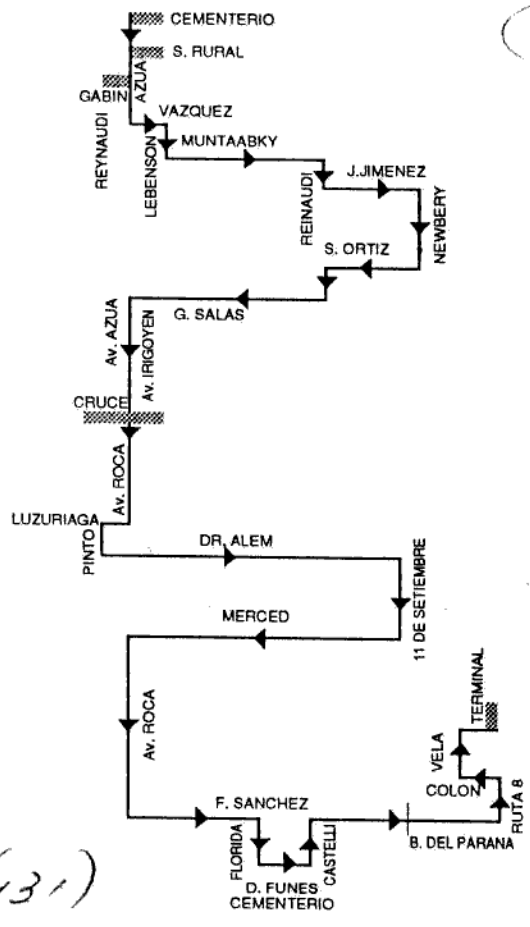 CEMENTERIO
S. RURAL
AZUA
GABIN
REYNAUDI
VAZQUEZ
LEBENSON
MUNTAABKY
REINAUDI
J.JIMENEZ
NEWBERY
S. ORTIZ
G. SALAS
Av. AZUA
Av. IRIGOYEN
CRUCE
Av. ROCA
LUZURIAGA
PINTO
DR. ALEM
11 DE SETIEMBRE
MERCED
Av. ROCA
F. SANCHEZ
FLORIDA
D. FUNES
CEMENTERIO
CASTELLI
B. DEL PARANA
RUTA 8
COLON
VELA
TERMINAL
(131)